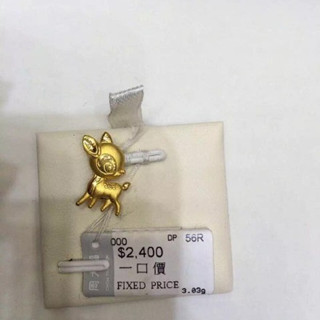 000 DP 56R
$2,400
一口價
FIXED PRICE
3.03g